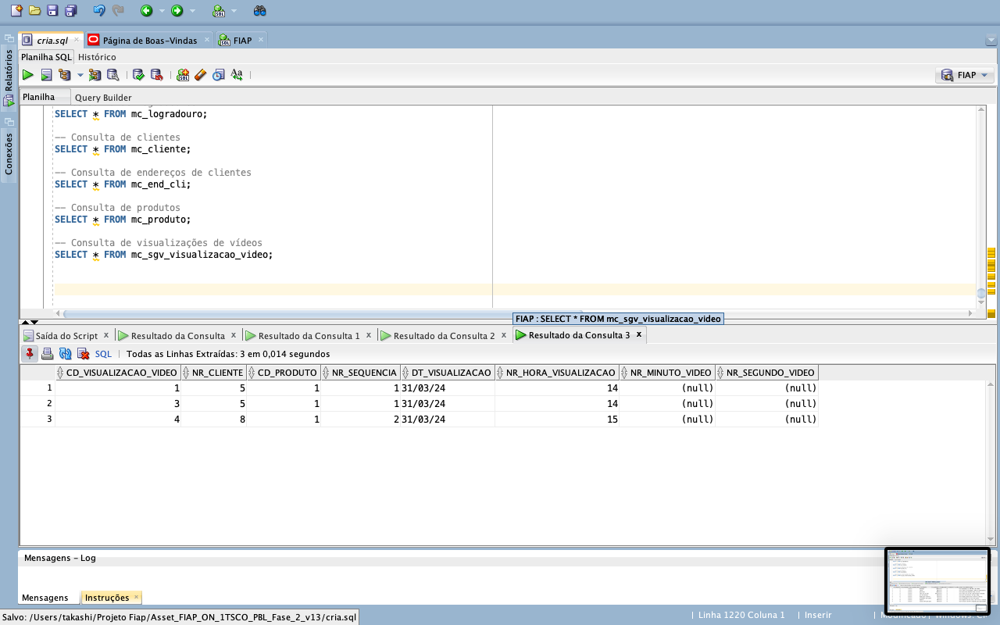 cria.sql
Página de Boas-Vindas
FIAP
Planilha SQL Histórico
FIAP
Planilha Query Builder
Relatórios
Conexões
SELECT * FROM mc_logradouro;
-- Consulta de clientes
SELECT * FROM mc_cliente;
-- Consulta de endereços de clientes
SELECT * FROM mc_end_cli;
-- Consulta de produtos
SELECT * FROM mc_produto;
-- Consulta de visualizações de vídeos
SELECT * FROM mc_sgv_visualizacao_video;
FIAP : SELECT * FROM mc_sgv_visualizacao_video
Saída do Script Resultado da Consulta Resultado da Consulta 1 Resultado da Consulta 2 Resultado da Consulta 3
SQL Todas as Linhas Extraídas: 3 em 0,014 segundos
CD_VISUALIZACAO_VIDEO NR_CLIENTE CD_PRODUTO NR_SEQUENCIA DT_VISUALIZACAO NR_HORA_VISUALIZACAO NR_MINUTO_VIDEO NR_SEGUNDO_VIDEO
1 1 5 1 1 31/03/24 14 (null) (null)
2 3 5 1 1 31/03/24 14 (null) (null)
3 4 8 1 2 31/03/24 15 (null) (null)
Mensagens - Log
Mensagens Instruções
Salvo: /Users/takashi/Projeto Fiap/Asset_FIAP_ON_1TSCO_PBL_Fase_2_v13/cria.sql
Linha 1220 Coluna 1 Inserir